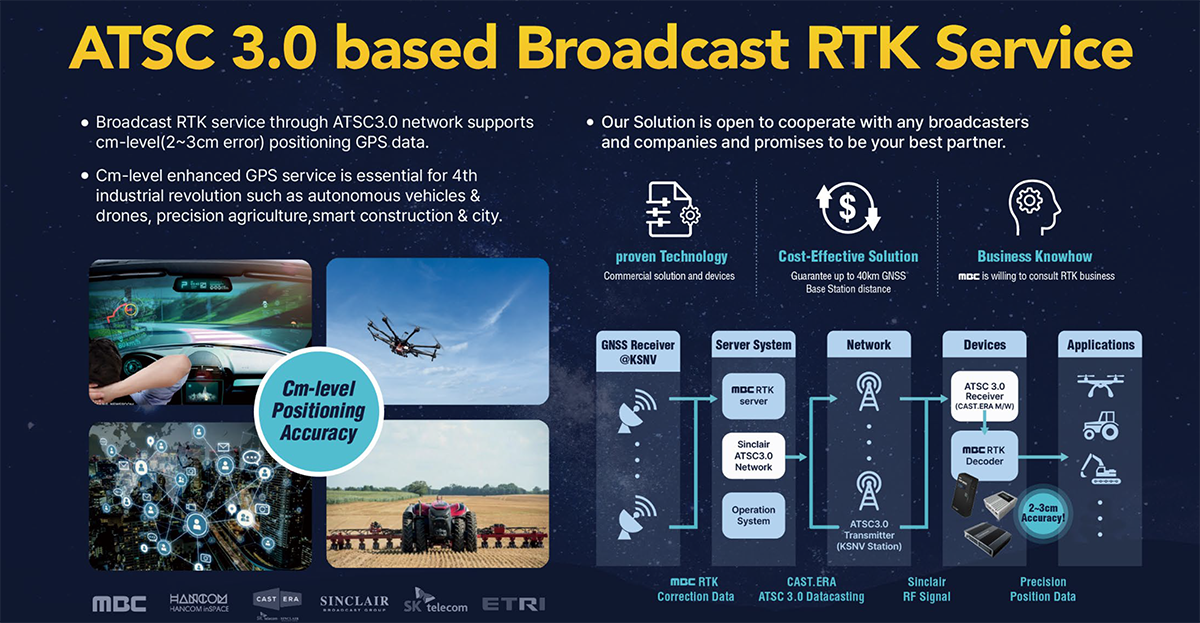 ATSC 3.0 based Broadcast RTK Service
• Broadcast RTK service through ATSC3.0 network supports
cm-level(2~3cm error) positioning GPS data.
• Cm-level enhanced GPS service is essential for 4th
industrial revolution such as autonomous vehicles &
drones, precision agriculture,smart construction & city.
Cm-level
Positioning
Accuracy
MBC
HANCOM
HANCOM inSPACE
CAST ERA
SK telecom SINCLAIR
SINCLAIR
BROADCAST GROUP
SK telecom
ETRI
• Our Solution is open to cooperate with any broadcasters
and companies and promises to be your best partner.
proven Technology
Commercial solution and devices
$
Cost-Effective Solution
Guarantee up to 40km GNSS
Base Station distance
Business Knowhow
MBC is willing to consult RTK business
GNSS Receiver
@KSNV
Server System
MBC RTK
server
Sinclair
ATSC3.0
Network
Operation
System
Network
ATSC3.0
Transmitter
(KSNV Station)
Devices
ATSC 3.0
Receiver
(CAST.ERA M/W)
MBC RTK
Decoder
2~3cm
Accuracy!
Applications
MBC RTK
Correction Data
CAST.ERA
ATSC 3.0 Datacasting
Sinclair
RF Signal
Precision
Position Data